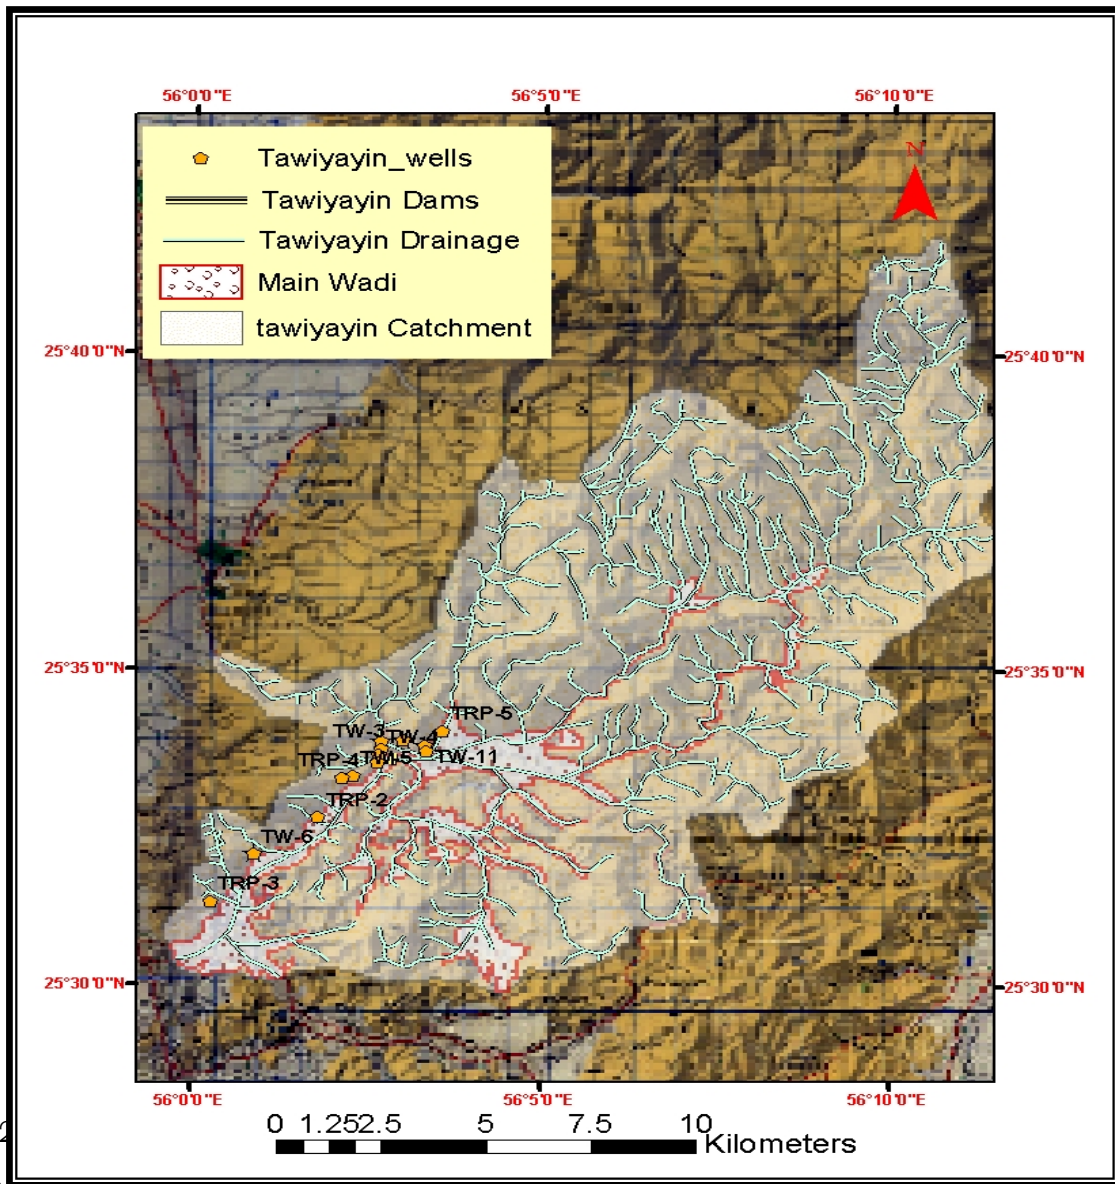 56°0'0"E 56°5'0"E 56°10'0"E
N
Tawiyayin_wells
Tawiyayin Dams
Tawiyayin Drainage
Main Wadi
tawiyayin Catchment
25°40'0"N 25°40'0"N
25°35'0"N 25°35'0"N
TRP-5
TW-3 TW-4
TRP-4 TW-5 TW-11
TRP-2
TW-6
TRP-3
25°30'0"N 25°30'0"N
56°0'0"E 56°5'0"E 56°10'0"E
0 1.25 2.5 5 7.5 10
Kilometers